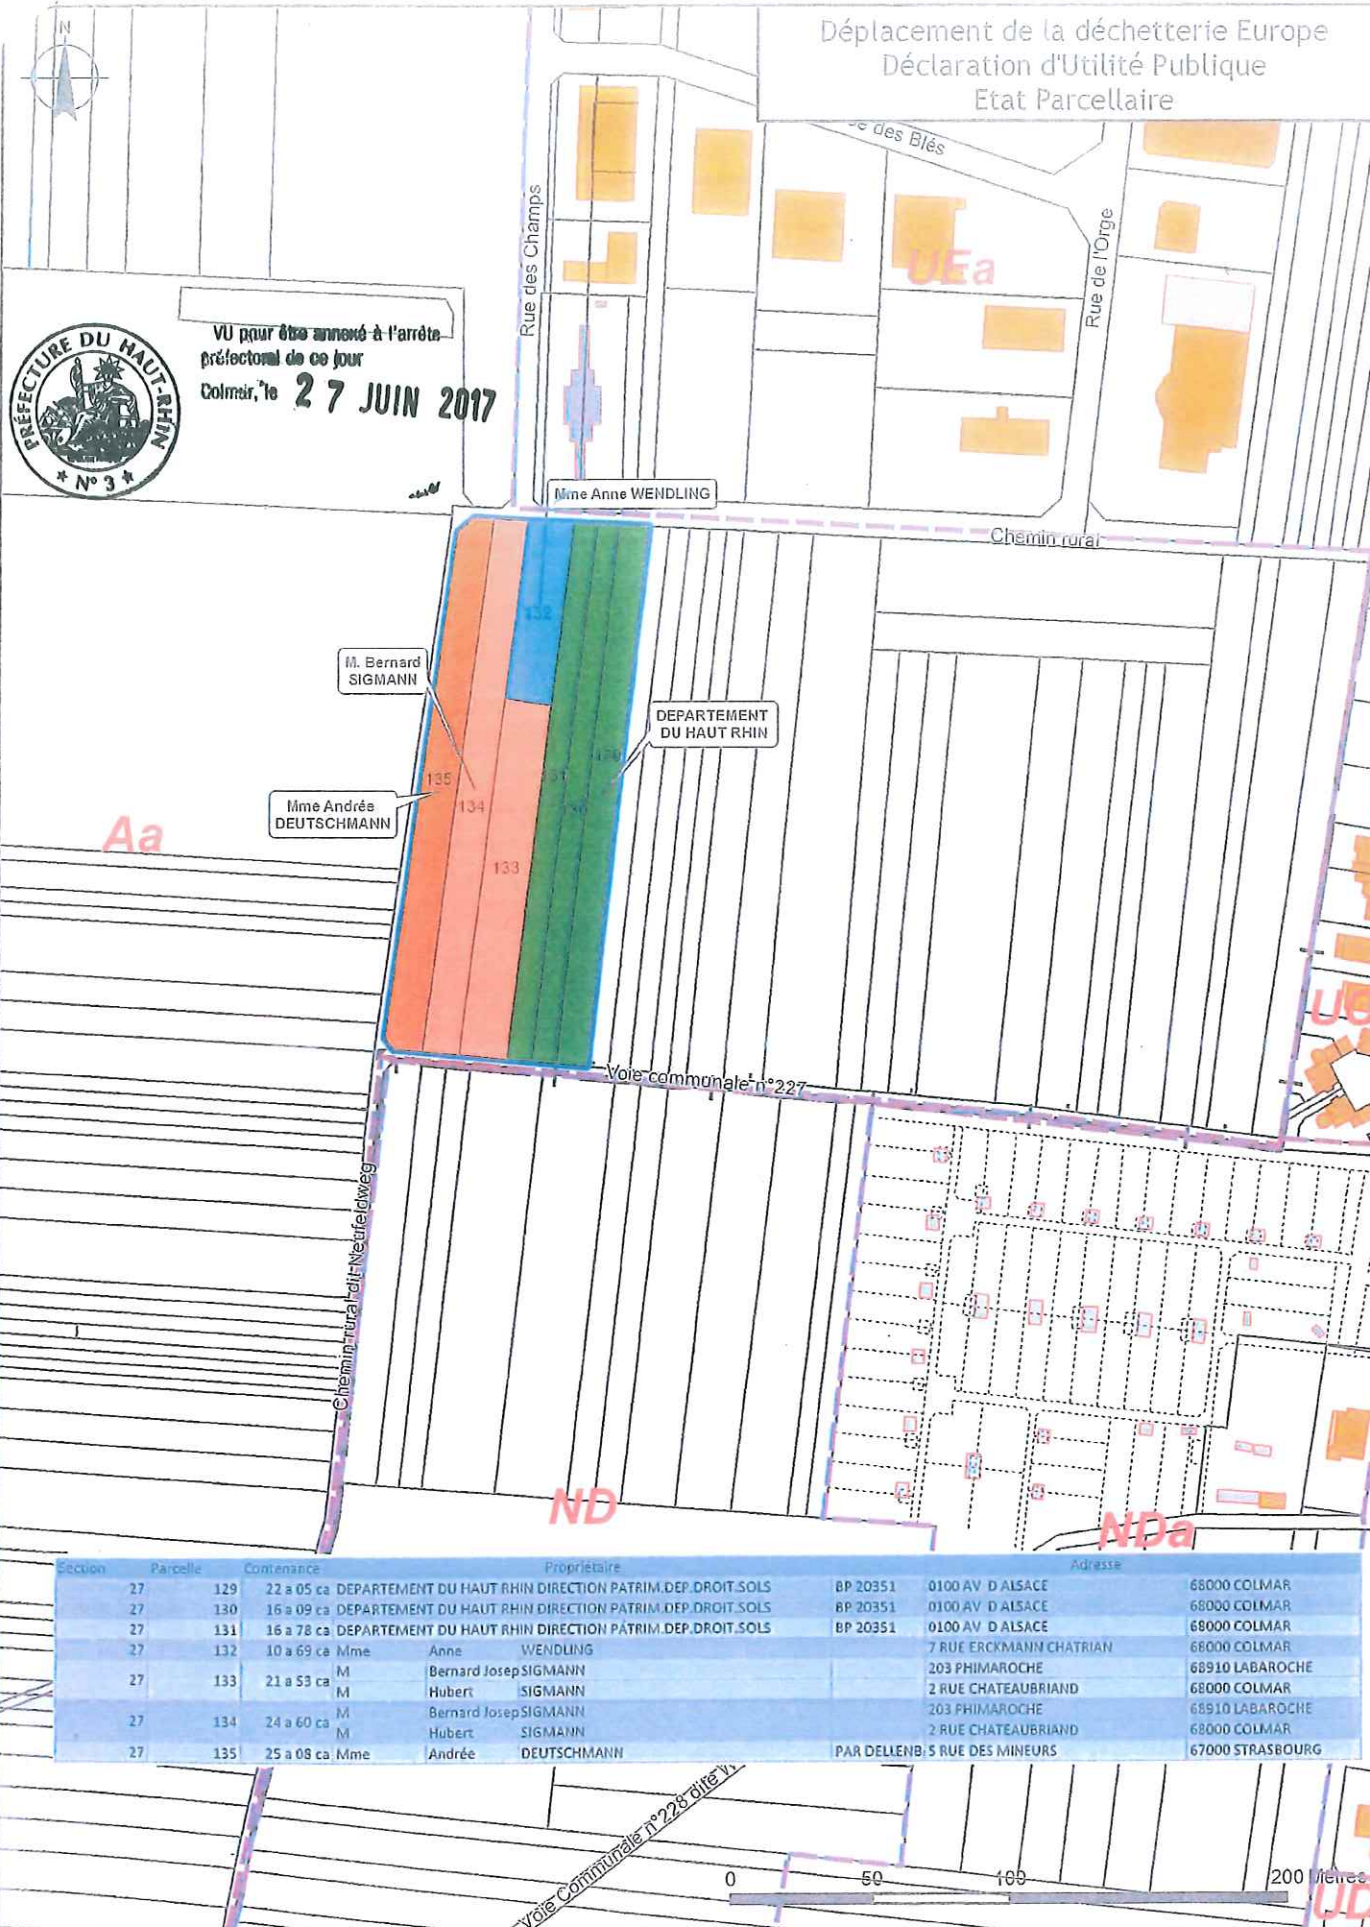 N
Déplacement de la déchetterie Europe
Déclaration d'Utilité Publique
Etat Parcellaire
des Blés
Rue des Champs
Rue de l'Orge
UEa
PRÉFECTURE DU HAUT-RHIN
* N° 3 *
VU pour être annexé à l'arrêté
préfectoral de ce jour
Colmar, le 27 JUIN 2017
Mme Anne WENDLING
Chemin rural
132
M. Bernard
SIGMANN
DEPARTEMENT
DU HAUT RHIN
129
131
130
135
134
Mme Andrée
DEUTSCHMANN
Aa
133
Voie communale n°227
Chemin rural dit Neufeldweg
ND
NDa
Section Parcelle Contenance Propriétaire Adresse
27 129 22 a 05 ca DEPARTEMENT DU HAUT RHIN DIRECTION PATRIM.DEP.DROIT.SOLS BP 20351 0100 AV D ALSACE 68000 COLMAR
27 130 16 a 09 ca DEPARTEMENT DU HAUT RHIN DIRECTION PATRIM.DEP.DROIT.SOLS BP 20351 0100 AV D ALSACE 68000 COLMAR
27 131 16 a 78 ca DEPARTEMENT DU HAUT RHIN DIRECTION PATRIM.DEP.DROIT.SOLS BP 20351 0100 AV D ALSACE 68000 COLMAR
27 132 10 a 69 ca Mme Anne WENDLING 7 RUE ERCKMANN CHATRIAN 68000 COLMAR
27 133 21 a 53 ca M Bernard Josep SIGMANN 203 PHIMAROCHE 68910 LABAROCHE
M Hubert SIGMANN 2 RUE CHATEAUBRIAND 68000 COLMAR
27 134 24 a 60 ca M Bernard Josep SIGMANN 203 PHIMAROCHE 68910 LABAROCHE
M Hubert SIGMANN 2 RUE CHATEAUBRIAND 68000 COLMAR
27 135 25 a 08 ca Mme Andrée DEUTSCHMANN PAR DELLENB 5 RUE DES MINEURS 67000 STRASBOURG
Voie Communale n°228 dite
0 50 100 200 Mètres
UD